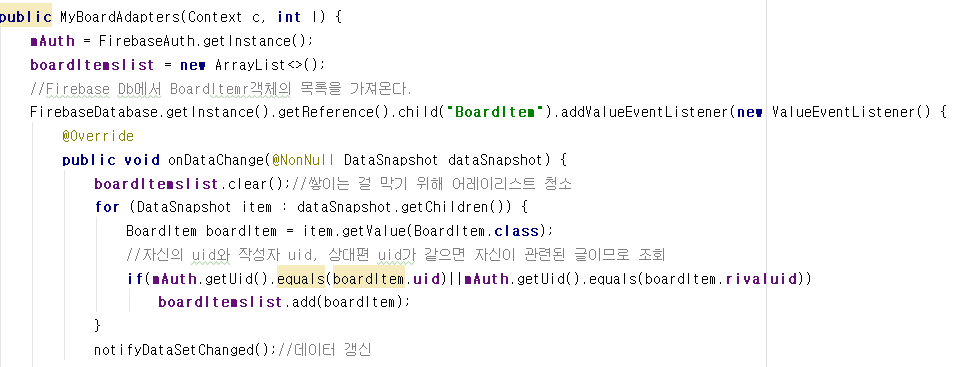 public MyBoardAdapters(Context c, int l) {
mAuth = FirebaseAuth.getInstance();
boardItemslist = new ArrayList<>();
//Firebase Db에서 BoardItemr객체의 목록을 가져온다.
FirebaseDatabase.getInstance().getReference().child("BoardItem").addValueEventListener(new ValueEventListener() {
@Override
public void onDataChange(@NonNull DataSnapshot dataSnapshot) {
boardItemslist.clear();//쌓이는 걸 막기 위해 어레이리스트 청소
for (DataSnapshot item : dataSnapshot.getChildren()) {
BoardItem boardItem = item.getValue(BoardItem.class);
//자신의 uid와 작성자 uid, 상대편 uid가 같으면 자신이 관련된 글이므로 조회
if(mAuth.getUid().equals(boardItem.uid)||mAuth.getUid().equals(boardItem.rivaluid))
boardItemslist.add(boardItem);
}
notifyDataSetChanged();//데이터 갱신